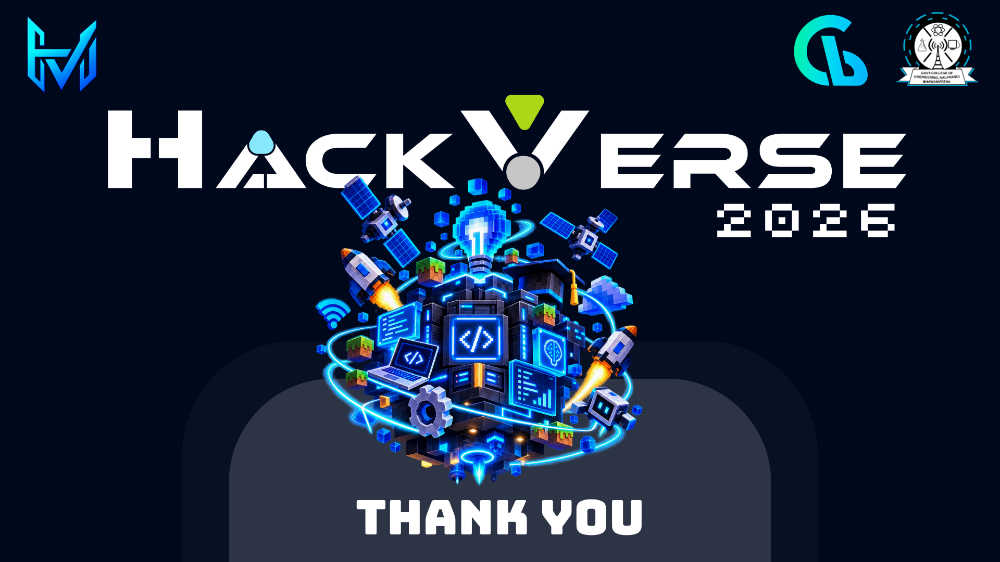 GOVT.COLLEGE OF
ENGINEERING, KALAHANDI
BHAWANIPATNA
HACKVERSE
2026
</>
</>
THANK YOU